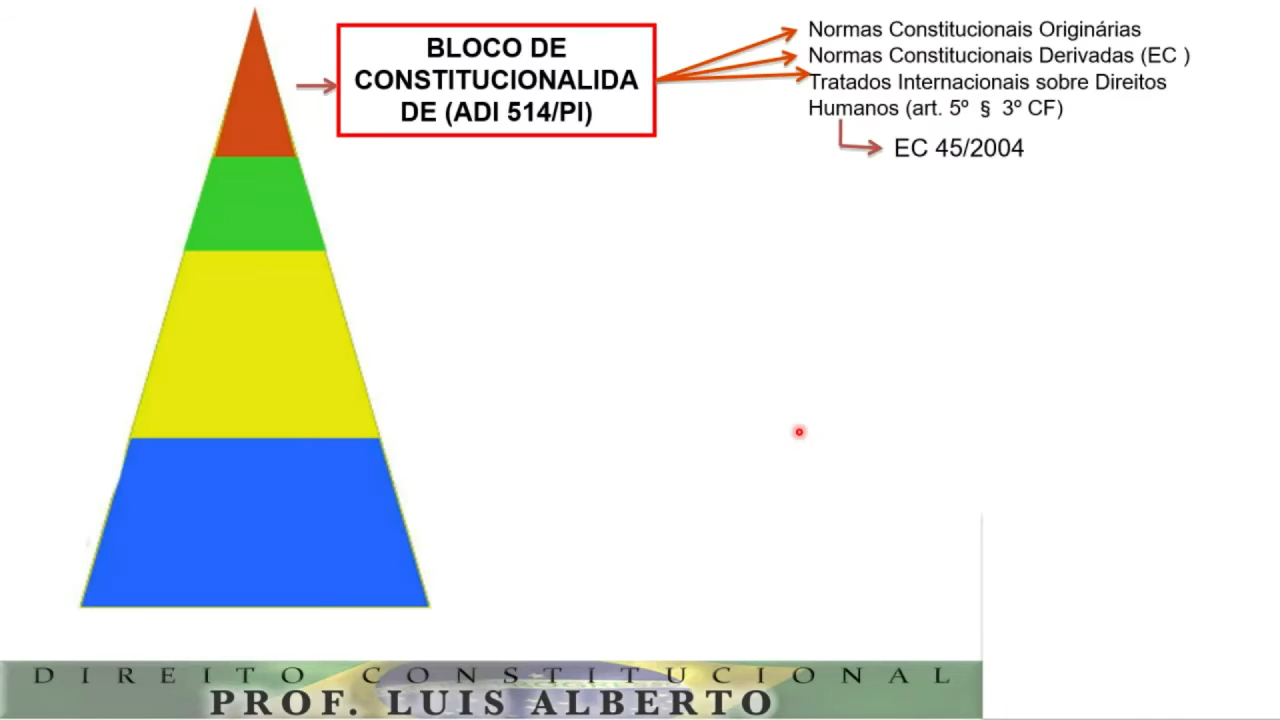 BLOCO DE
CONSTITUCIONALIDA
DE (ADI 514/PI)
Normas Constitucionais Originárias
Normas Constitucionais Derivadas (EC )
Tratados Internacionais sobre Direitos
Humanos (art. 5º § 3º CF)
EC 45/2004
DIREITO CONSTITUCIONAL
PROF. LUIS ALBERTO